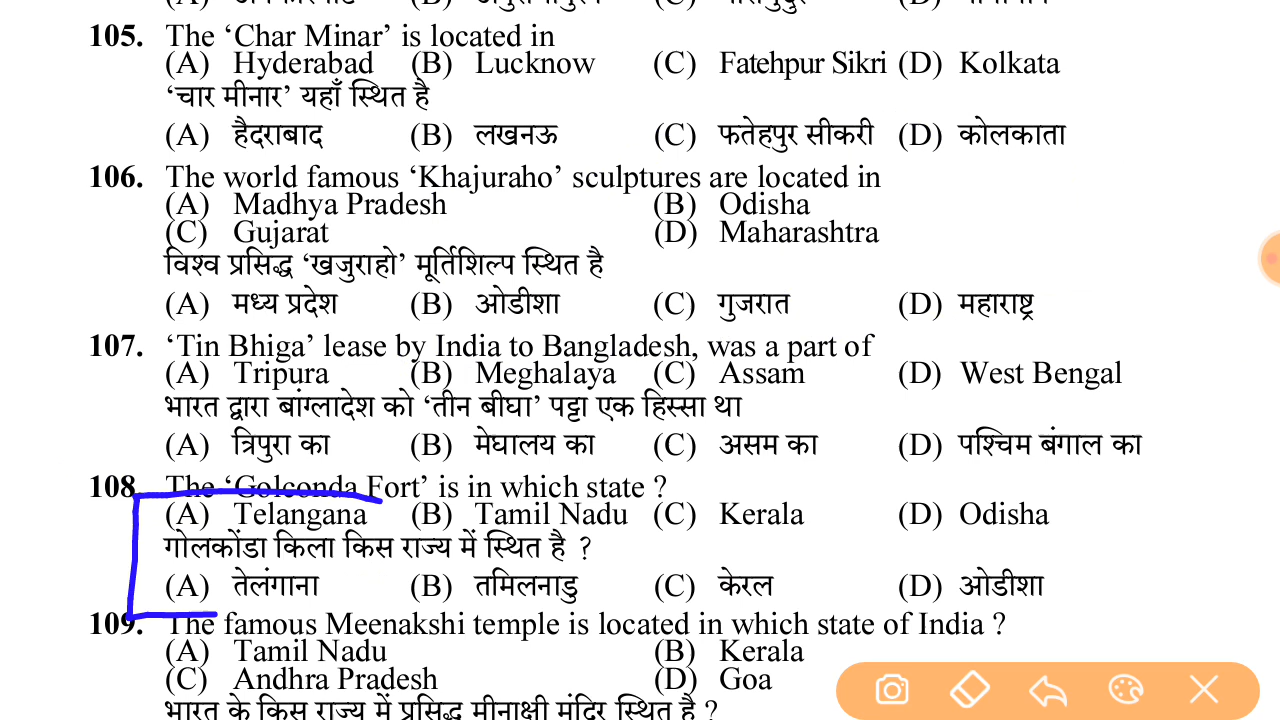 105. The ‘Char Minar’ is located in
(A) Hyderabad (B) Lucknow (C) Fatehpur Sikri (D) Kolkata
‘चार मीनार’ यहाँ स्थित है
(A) हैदराबाद (B) लखनऊ (C) फतेहपुर सीकरी (D) कोलकाता
106. The world famous ‘Khajuraho’ sculptures are located in
(A) Madhya Pradesh (B) Odisha
(C) Gujarat (D) Maharashtra
विश्व प्रसिद्ध ‘खजुराहो’ मूर्तिशिल्प स्थित है
(A) मध्य प्रदेश (B) ओडीशा (C) गुजरात (D) महाराष्ट्र
107. ‘Tin Bhiga’ lease by India to Bangladesh, was a part of
(A) Tripura (B) Meghalaya (C) Assam (D) West Bengal
भारत द्वारा बांग्लादेश को ‘तीन बीघा’ पट्टा एक हिस्सा था
(A) त्रिपुरा का (B) मेघालय का (C) असम का (D) पश्चिम बंगाल का
108. The ‘Golconda Fort’ is in which state ?
(A) Telangana (B) Tamil Nadu (C) Kerala (D) Odisha
गोलकोंडा किला किस राज्य में स्थित है ?
(A) तेलंगाना (B) तमिलनाडु (C) केरल (D) ओडीशा
109. The famous Meenakshi temple is located in which state of India ?
(A) Tamil Nadu (B) Kerala
(C) Andhra Pradesh (D) Goa
भारत के किस राज्य में प्रसिद्ध मीनाक्षी मंदिर स्थित है ?